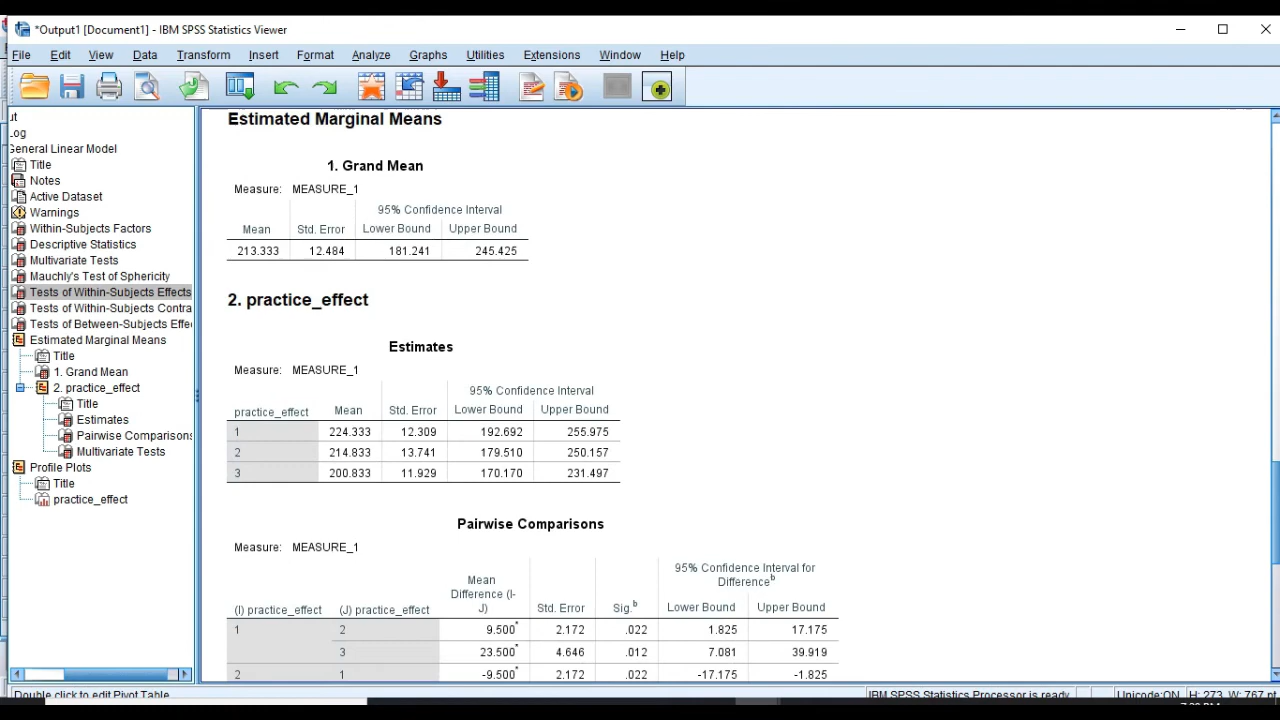 *Output1 [Document1] - IBM SPSS Statistics Viewer
File Edit View Data Transform Insert Format Analyze Graphs Utilities Extensions Window Help
ut
Log
General Linear Model
Title
Notes
Active Dataset
Warnings
Within-Subjects Factors
Descriptive Statistics
Multivariate Tests
Mauchly's Test of Sphericity
Tests of Within-Subjects Effects
Tests of Within-Subjects Contra
Tests of Between-Subjects Effe
Estimated Marginal Means
Title
1. Grand Mean
2. practice_effect
Title
Estimates
Pairwise Comparisons
Multivariate Tests
Profile Plots
Title
practice_effect
Estimated Marginal Means
1. Grand Mean
Measure: MEASURE_1
95% Confidence Interval
Mean Std. Error Lower Bound Upper Bound
213.333 12.484 181.241 245.425
2. practice_effect
Estimates
Measure: MEASURE_1
95% Confidence Interval
practice_effect Mean Std. Error Lower Bound Upper Bound
1 224.333 12.309 192.692 255.975
2 214.833 13.741 179.510 250.157
3 200.833 11.929 170.170 231.497
Pairwise Comparisons
Measure: MEASURE_1
95% Confidence Interval for
Differenceb
Mean
Difference (I-
J)
(I) practice_effect (J) practice_effect Std. Error Sig.b Lower Bound Upper Bound
1 2 9.500* 2.172 .022 1.825 17.175
3 23.500* 4.646 .012 7.081 39.919
2 1 -9.500* 2.172 .022 -17.175 -1.825
Double click to edit Pivot Table
IBM SPSS Statistics Processor is ready Unicode:ON H: 273, W: 767 pt